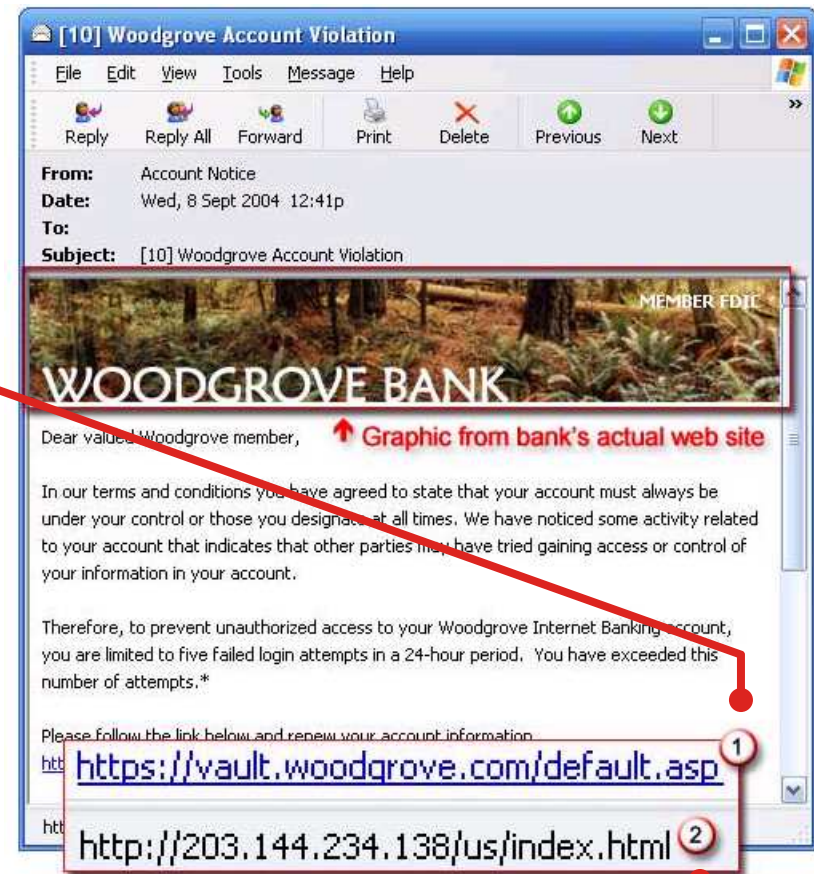 [10] Woodgrove Account Violation
File Edit View Tools Message Help
Reply Reply All Forward Print Delete Previous Next
From: Account Notice
Date: Wed, 8 Sept 2004 12:41p
To:
Subject: [10] Woodgrove Account Violation
MEMBER FDIC
WOODGROVE BANK
Dear valued Woodgrove member,
Graphic from bank's actual web site
In our terms and conditions you have agreed to state that your account must always be
under your control or those you designate at all times. We have noticed some activity related
to your account that indicates that other parties may have tried gaining access or control of
your information in your account.
Therefore, to prevent unauthorized access to your Woodgrove Internet Banking account,
you are limited to five failed login attempts in a 24-hour period. You have exceeded this
number of attempts.*
Please follow the link below and renew your account information
https://vault.woodgrove.com/default.asp 1
http://203.144.234.138/us/index.html 2